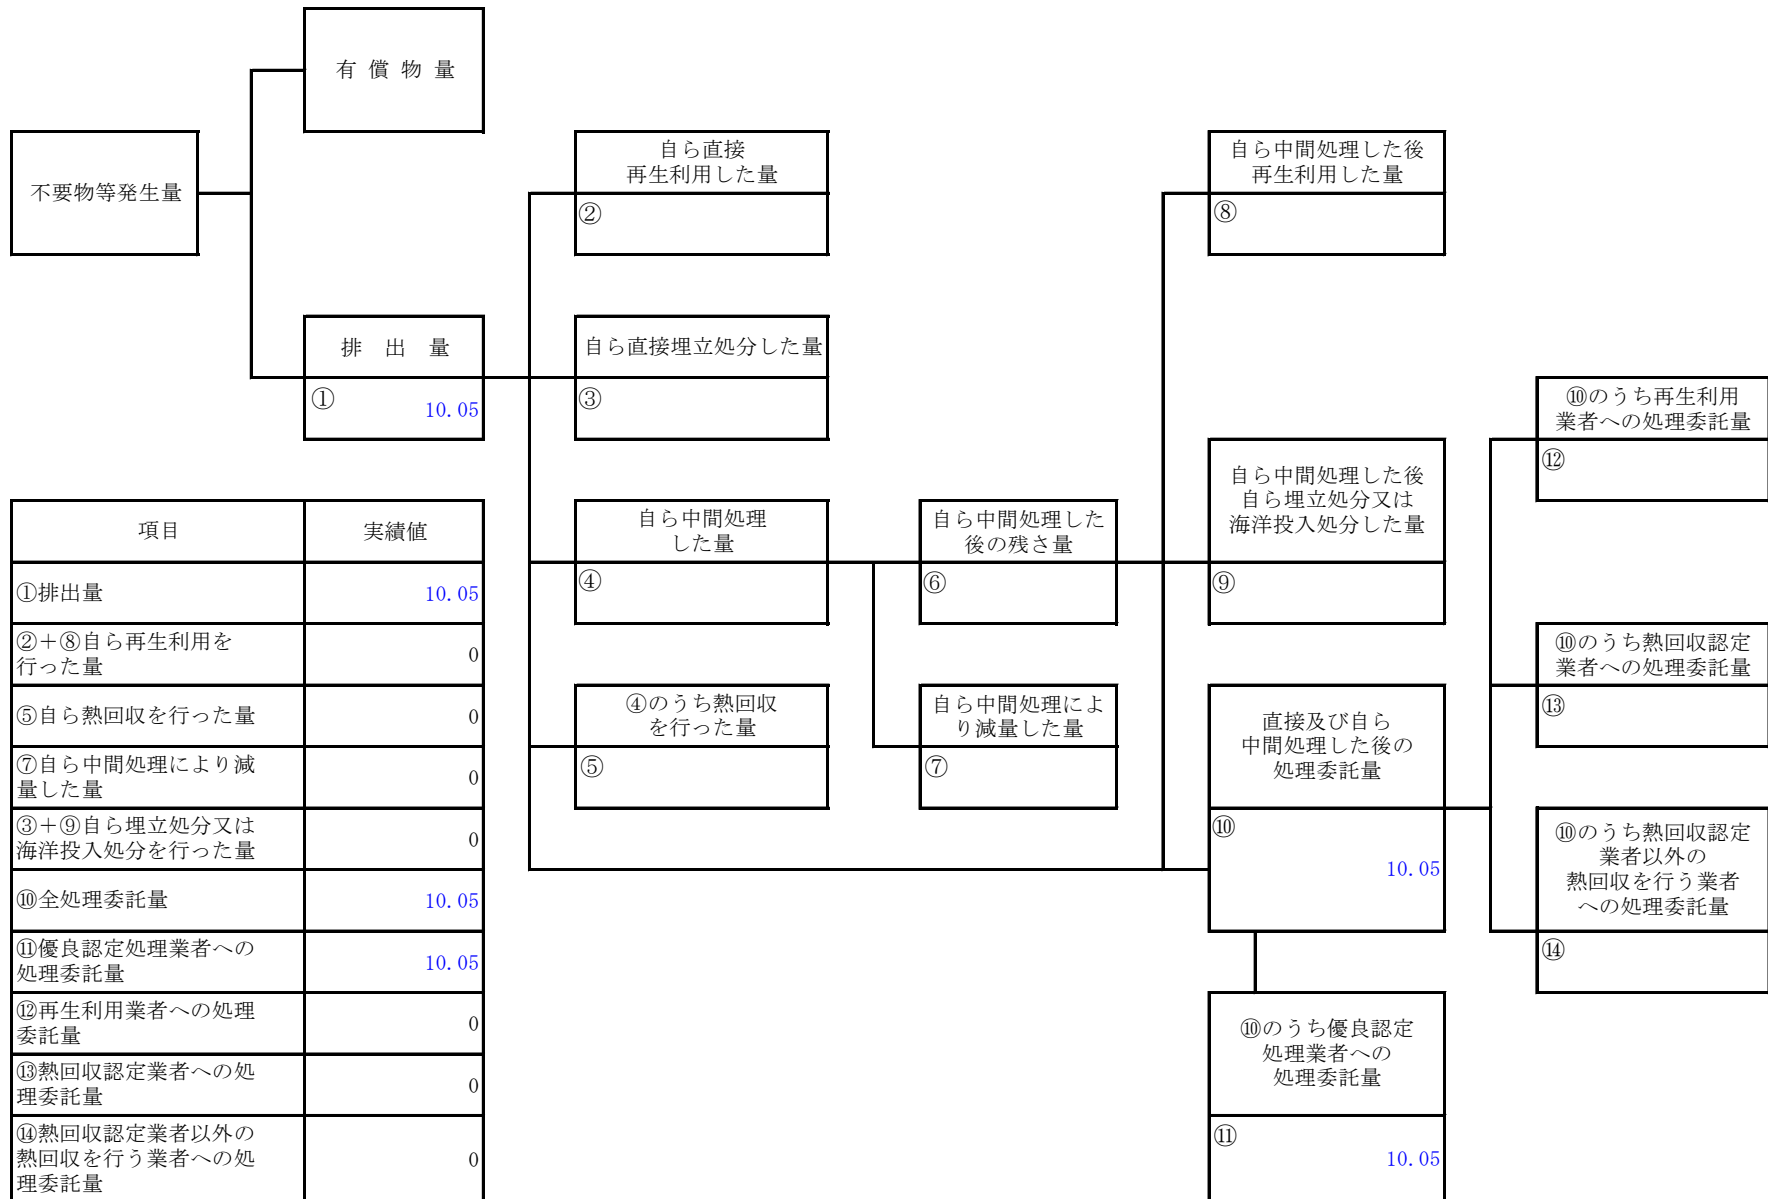 有償物量
不要物等発生量
排出量
①
10.05
自ら直接
再生利用した量
②
自ら直接埋立処分した量
③
自ら中間処理
した量
④
④のうち熱回収
を行った量
⑤
自ら中間処理した
後の残さ量
⑥
自ら中間処理によ
り減量した量
⑦
自ら中間処理した後
再生利用した量
⑧
自ら中間処理した後
自ら埋立処分又は
海洋投入処分した量
⑨
直接及び自ら
中間処理した後の
処理委託量
⑩
10.05
⑩のうち優良認定
処理業者への
処理委託量
⑪
10.05
⑩のうち再生利用
業者への処理委託量
⑫
⑩のうち熱回収認定
業者への処理委託量
⑬
⑩のうち熱回収認定
業者以外の
熱回収を行う業者
への処理委託量
⑭
項目 実績値
①排出量 10.05
②+⑧自ら再生利用を
行った量 0
⑤自ら熱回収を行った量 0
⑦自ら中間処理により減
量した量 0
③+⑨自ら埋立処分又は
海洋投入処分を行った量 0
⑩全処理委託量 10.05
⑪優良認定処理業者への
処理委託量 10.05
⑫再生利用業者への処理
委託量 0
⑬熱回収認定業者への処
理委託量 0
⑭熱回収認定業者以外の
熱回収を行う業者への処
理委託量 0